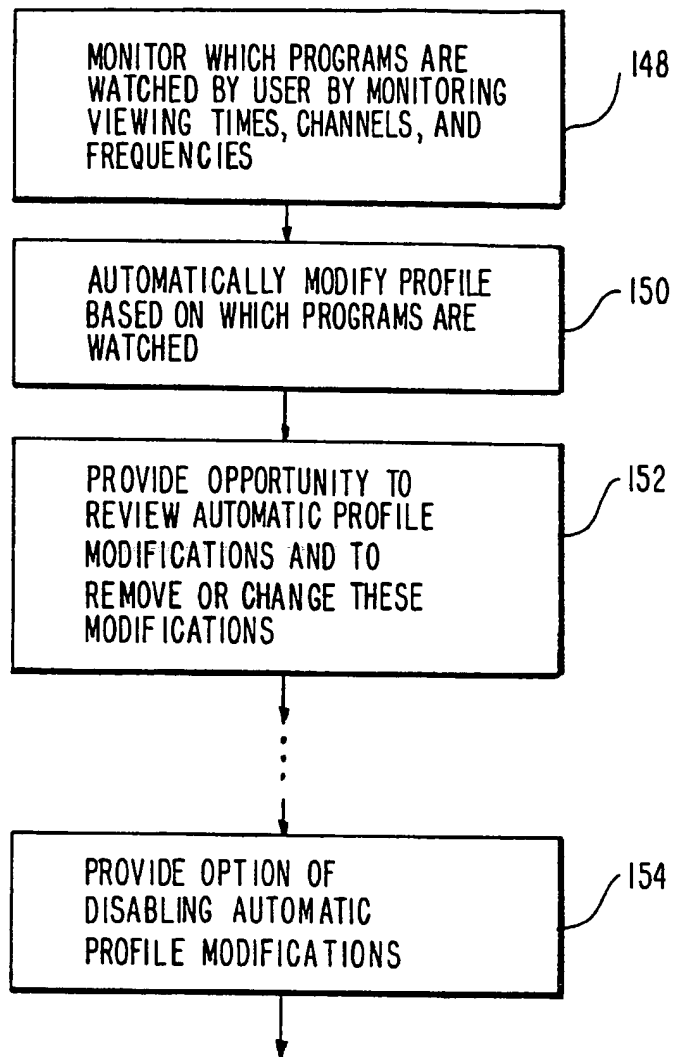 MONITOR WHICH PROGRAMS ARE
WATCHED BY USER BY MONITORING
VIEWING TIMES, CHANNELS, AND
FREQUENCIES
148
AUTOMATICALLY MODIFY PROFILE
BASED ON WHICH PROGRAMS ARE
WATCHED
150
PROVIDE OPPORTUNITY TO
REVIEW AUTOMATIC PROFILE
MODIFICATIONS AND TO
REMOVE OR CHANGE THESE
MODIFICATIONS
152
PROVIDE OPTION OF
DISABLING AUTOMATIC
PROFILE MODIFICATIONS
154